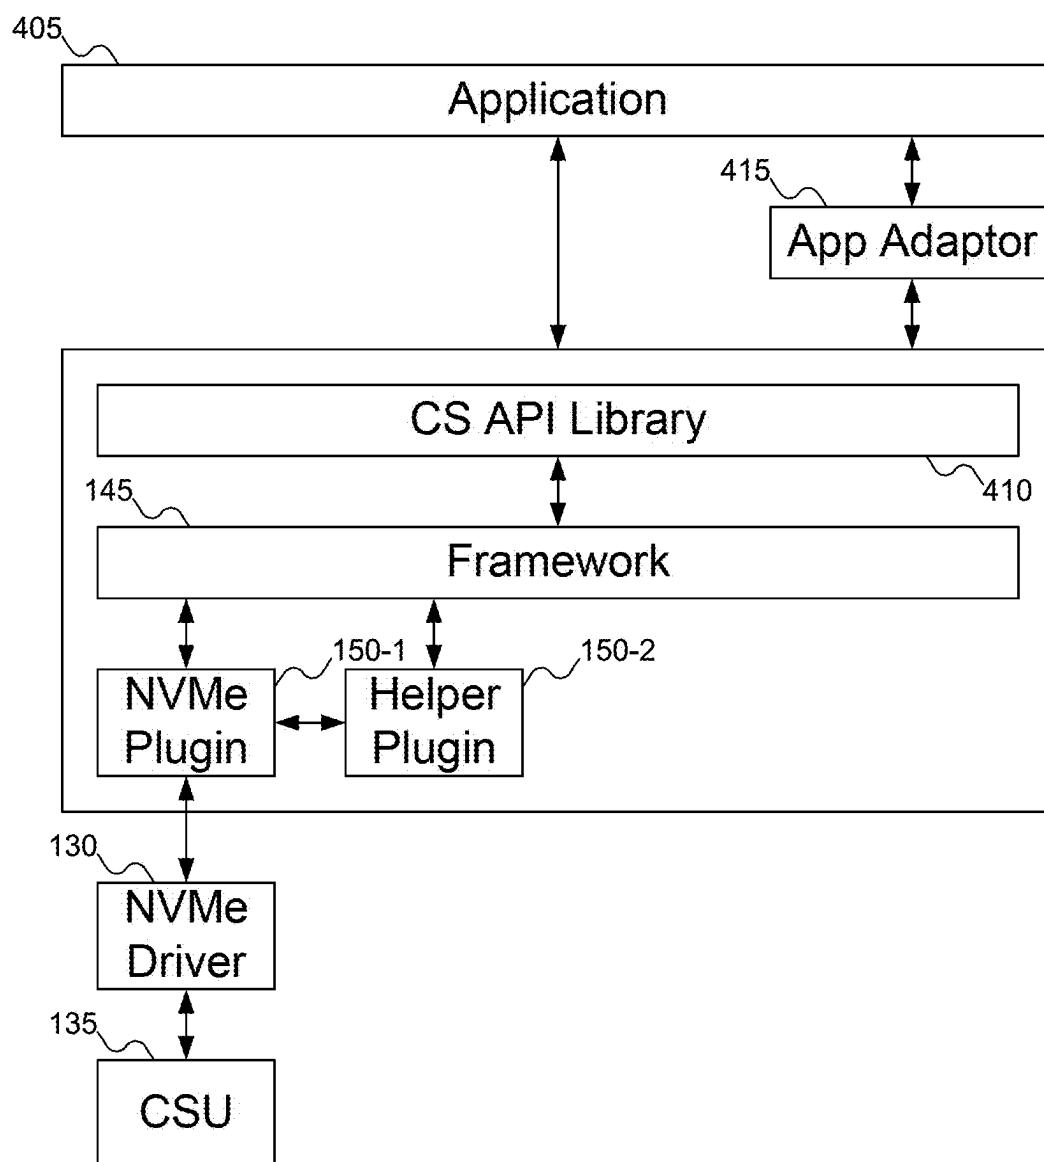 405
Application
415
App Adaptor
CS API Library
145
410
Framework
150-1
150-2
NVMe
Plugin
Helper
Plugin
130
NVMe
Driver
135
CSU